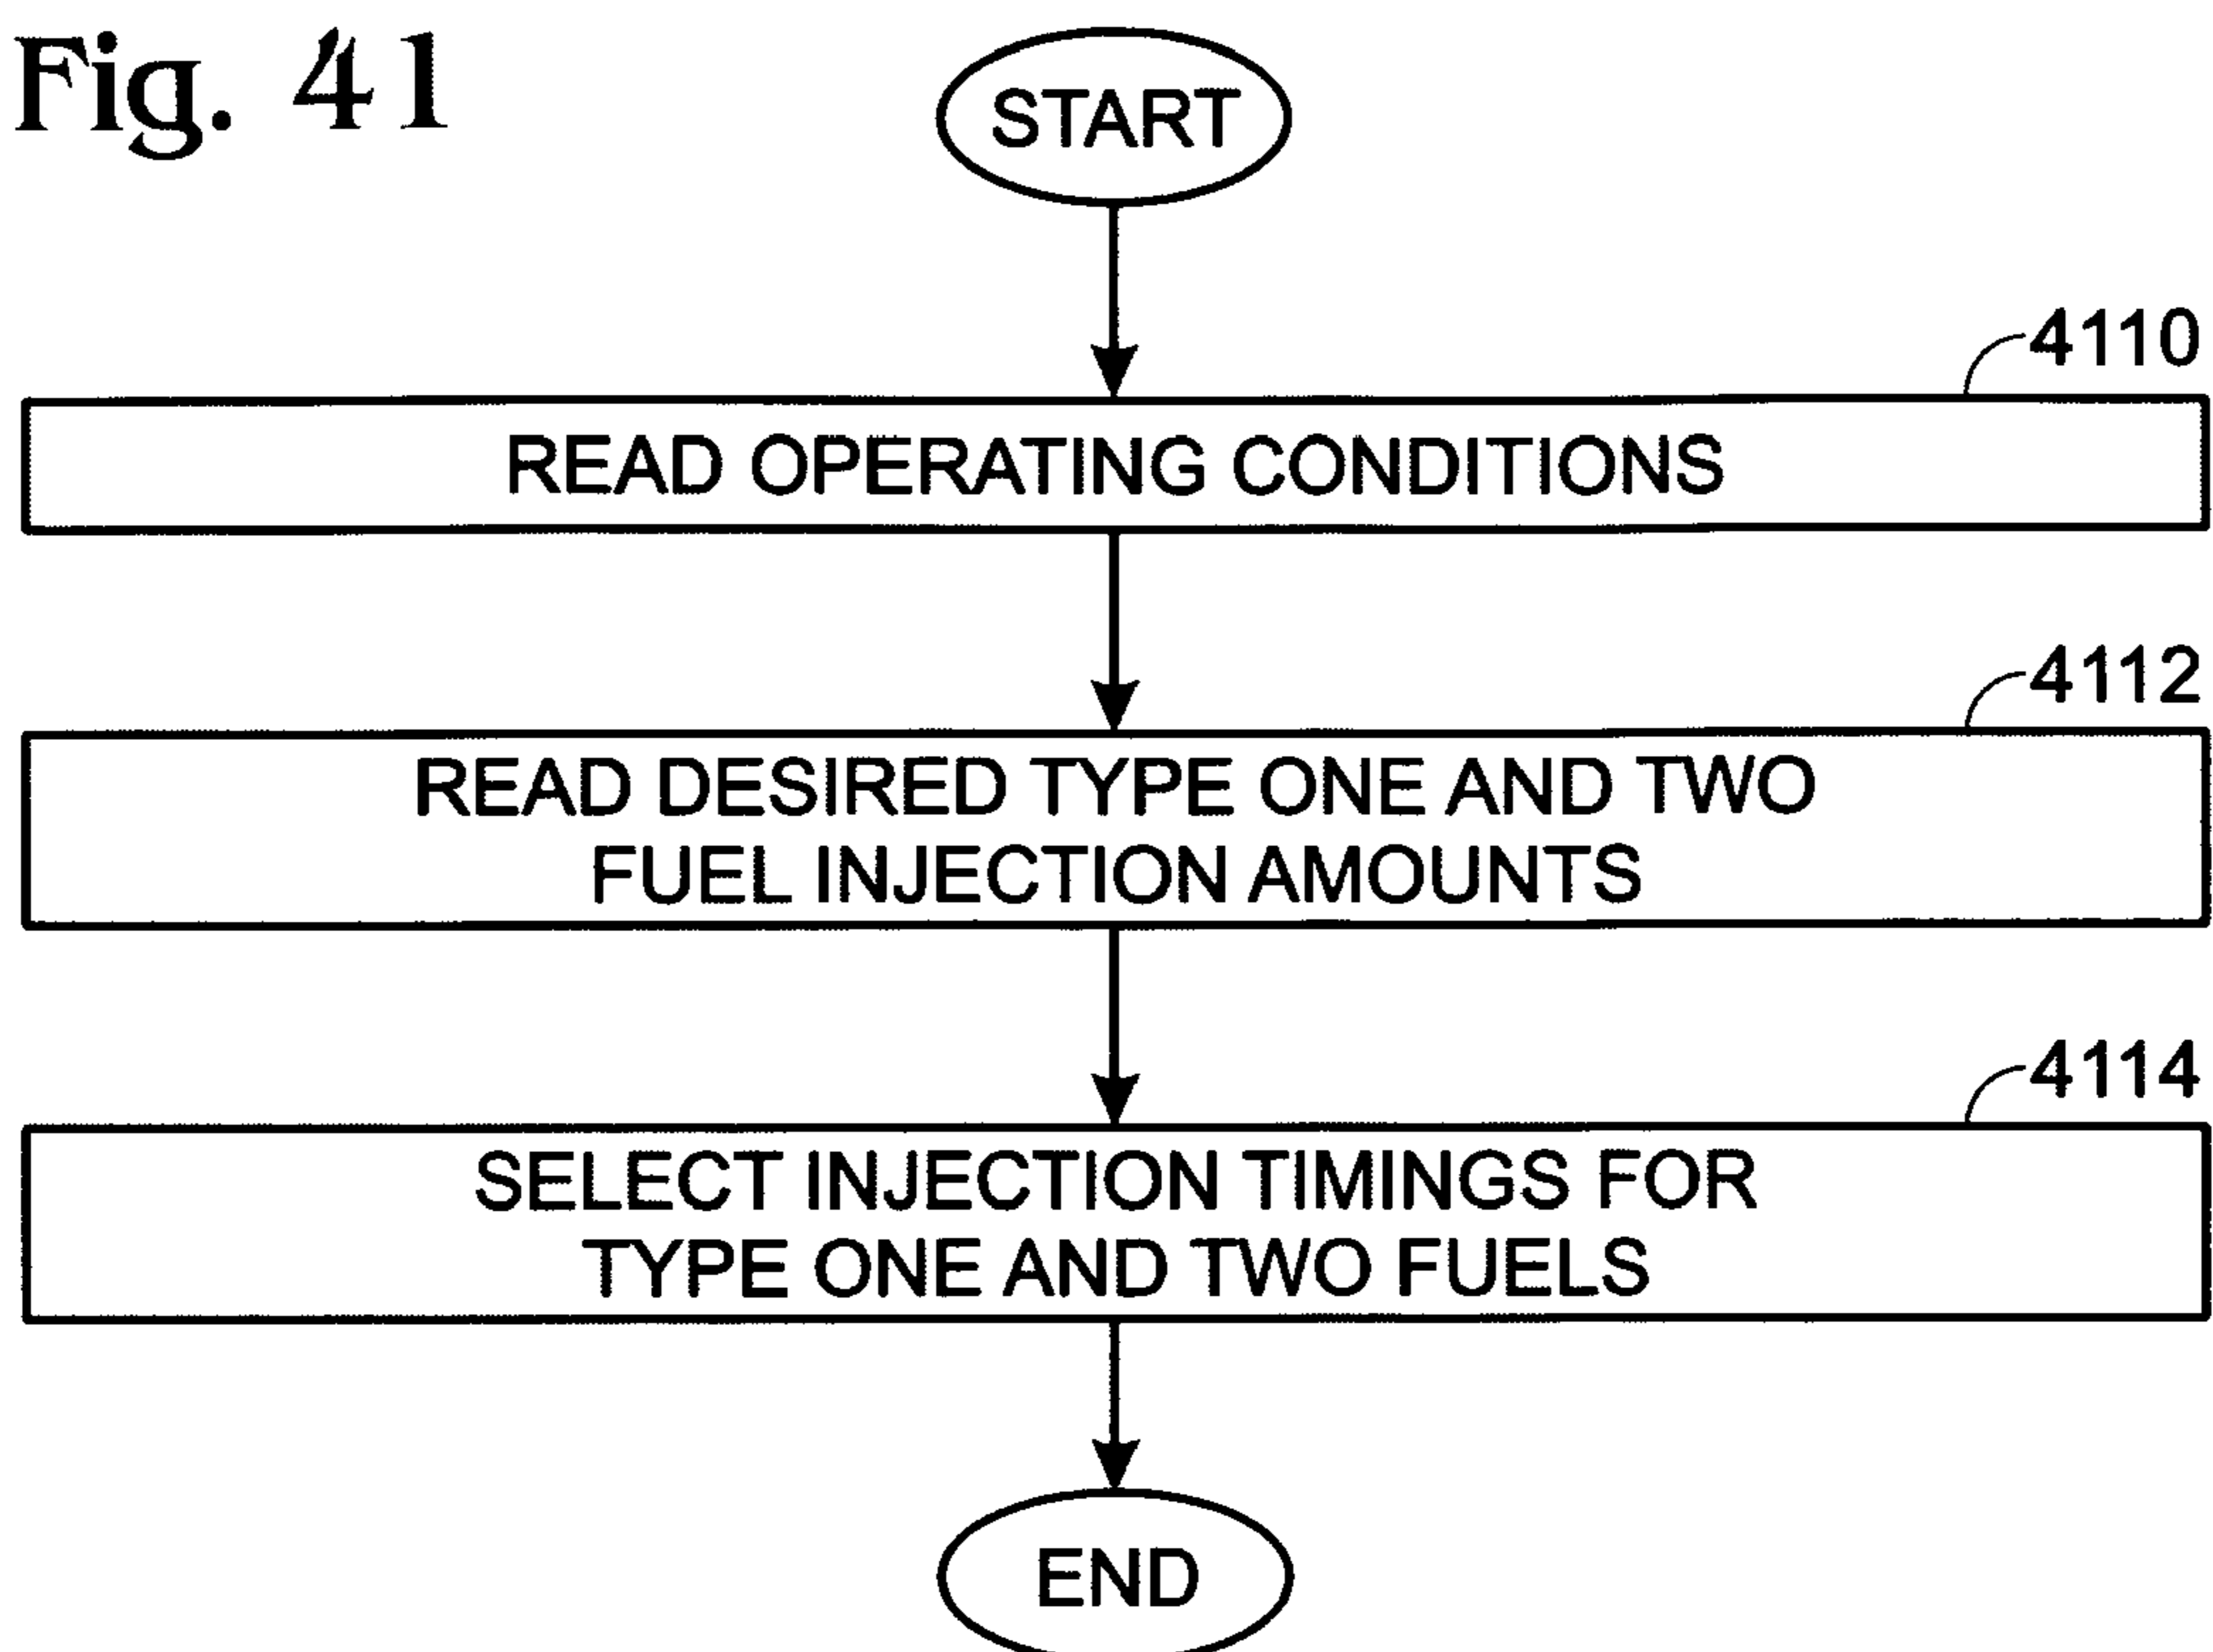 Fig. 41
START
4110
READ OPERATING CONDITIONS
4112
READ DESIRED TYPE ONE AND TWO
FUEL INJECTION AMOUNTS
4114
SELECT INJECTION TIMINGS FOR
TYPE ONE AND TWO FUELS
END